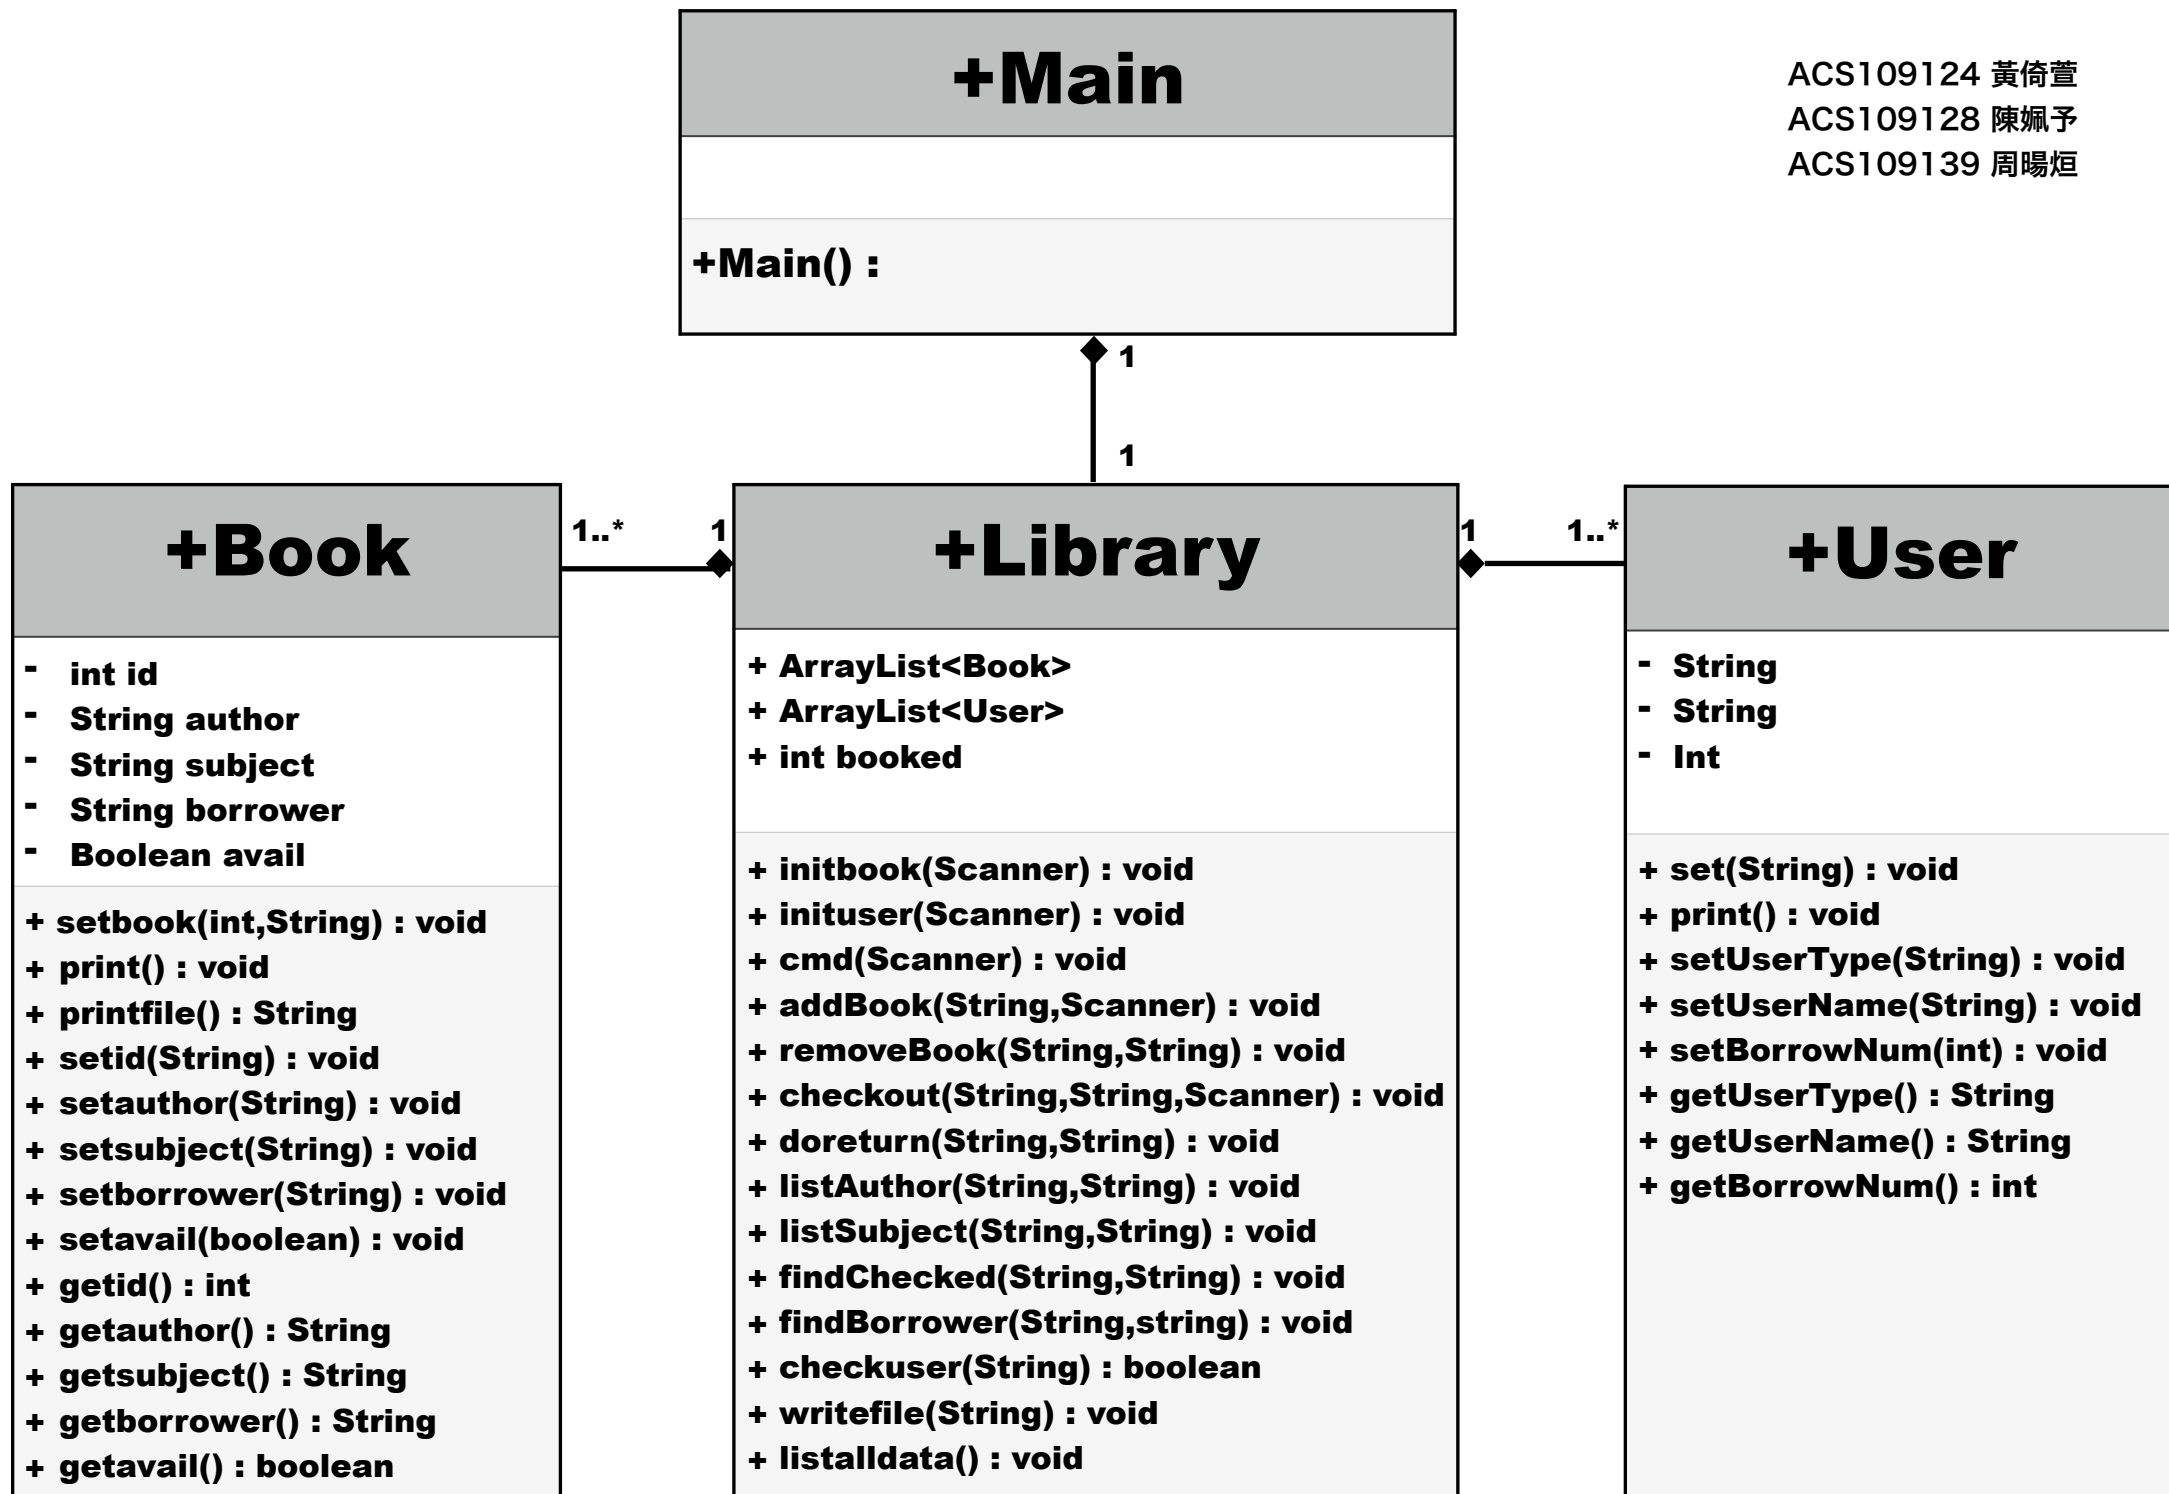 +Main
+Main() :
ACS109124 黃倚萱
ACS109128 陳姵予
ACS109139 周暘烜
1
1
1..*
1
1
1..*
+Book
- int id
- String author
- String subject
- String borrower
- Boolean avail
+ setbook(int,String) : void
+ print() : void
+ printfile() : String
+ setid(String) : void
+ setauthor(String) : void
+ setsubject(String) : void
+ setborrower(String) : void
+ setavail(boolean) : void
+ getid() : int
+ getauthor() : String
+ getsubject() : String
+ getborrower() : String
+ getavail() : boolean
+Library
+ ArrayList<Book>
+ ArrayList<User>
+ int booked
+ initbook(Scanner) : void
+ inituser(Scanner) : void
+ cmd(Scanner) : void
+ addBook(String,Scanner) : void
+ removeBook(String,String) : void
+ checkout(String,String,Scanner) : void
+ doreturn(String,String) : void
+ listAuthor(String,String) : void
+ listSubject(String,String) : void
+ findChecked(String,String) : void
+ findBorrower(String,string) : void
+ checkuser(String) : boolean
+ writefile(String) : void
+ listalldata() : void
+User
- String
- String
- Int
+ set(String) : void
+ print() : void
+ setUserType(String) : void
+ setUserName(String) : void
+ setBorrowNum(int) : void
+ getUserType() : String
+ getUserName() : String
+ getBorrowNum() : int